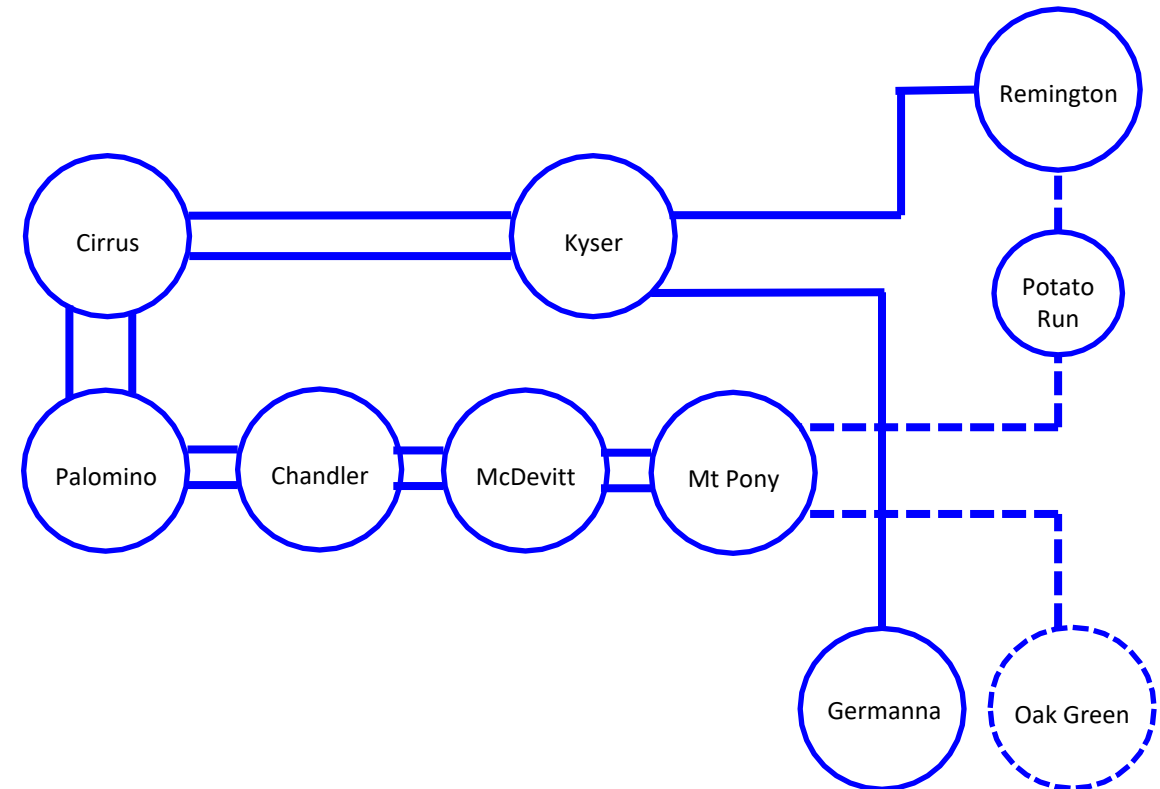 Remington
Cirrus
Kyser
Potato
Run
Palomino
Chandler
McDevitt
Mt Pony
Germanna
Oak Green